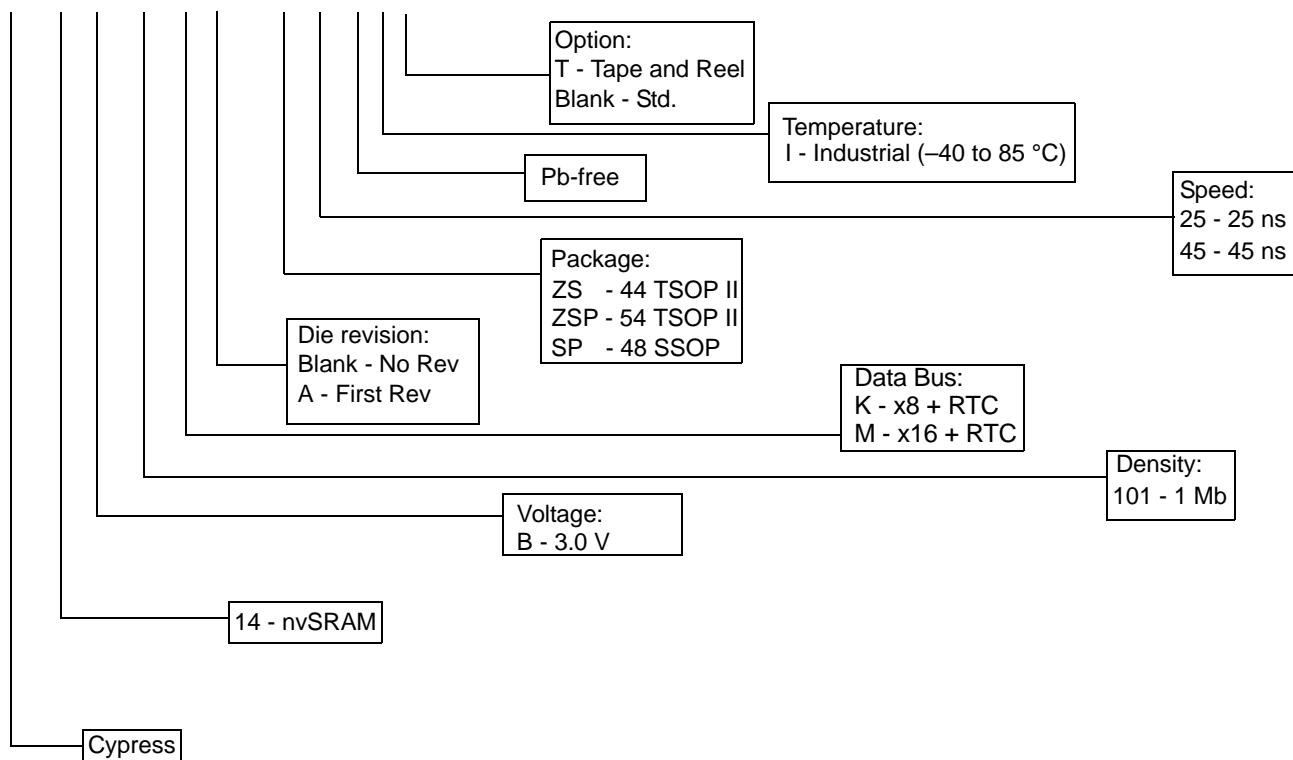 Option:
T - Tape and Reel
Blank - Std.
Temperature:
I - Industrial (–40 to 85 °C)
Pb-free
Speed:
25 - 25 ns
45 - 45 ns
Package:
ZS - 44 TSOP II
ZSP - 54 TSOP II
SP - 48 SSOP
Die revision:
Blank - No Rev
A - First Rev
Data Bus:
K - x8 + RTC
M - x16 + RTC
Density:
101 - 1 Mb
Voltage:
B - 3.0 V
14 - nvSRAM
Cypress